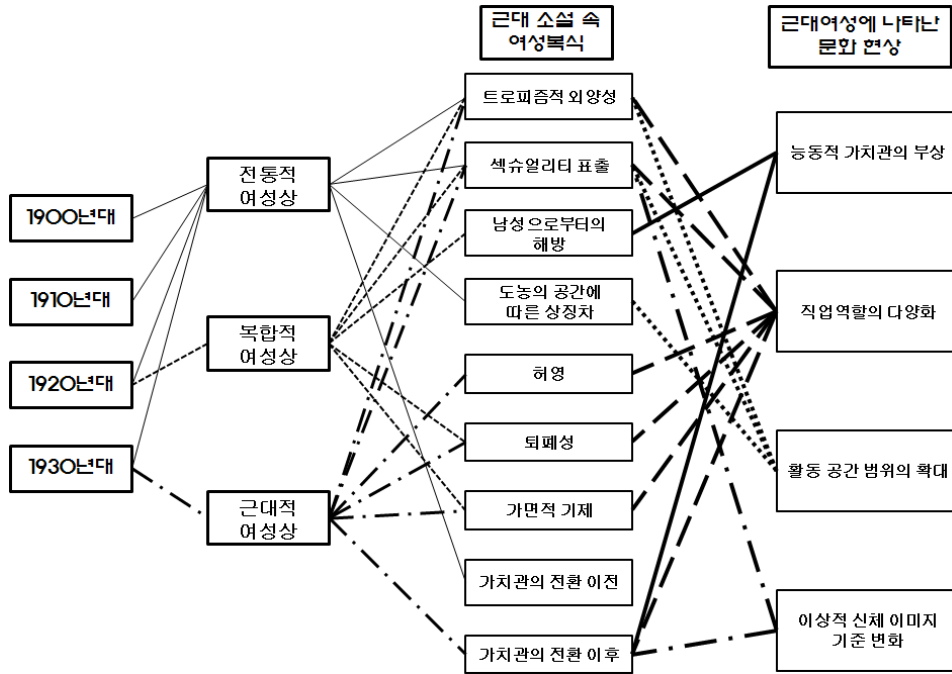 근대 소설 속
여성복식
근대여성에 나타난
문화 현상
1900년대
1910년대
1920년대
1930년대
전통적
여성상
복합적
여성상
근대적
여성상
트로피즘적 외양성
섹슈얼리티 표출
남성으로부터의
해방
도농의 공간에
따른 상징차
허영
퇴폐성
가면적 기제
가치관의 전환 이전
가치관의 전환 이후
능동적 가치관의 부상
직업역할의 다양화
활동 공간 범위의 확대
이상적 신체 이미지
기준 변화